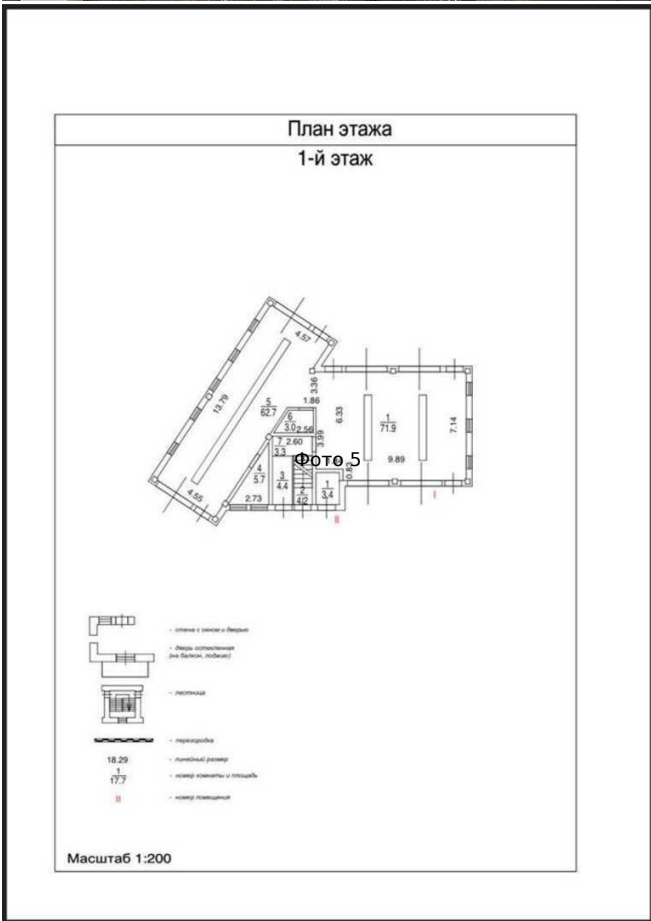 План этажа
1-й этаж
4.57
3.36
1.86
13.79
5
62.7
6
3.0
2.56
6.33
1
71.9
7.14
3.99
7
2.60
3.3
Фото 5
9.89
0.83
4
5.7
3
4.4
2
4.2
1
3.4
4.55
2.73
I
II
- стена с окном и дверью
- дверь остекленная
(на балкон, лоджию)
- лестница
- перегородка
18.29
- линейный размер
1
17.7
- номер комнаты и площадь
II
- номер помещения
Масштаб 1:200